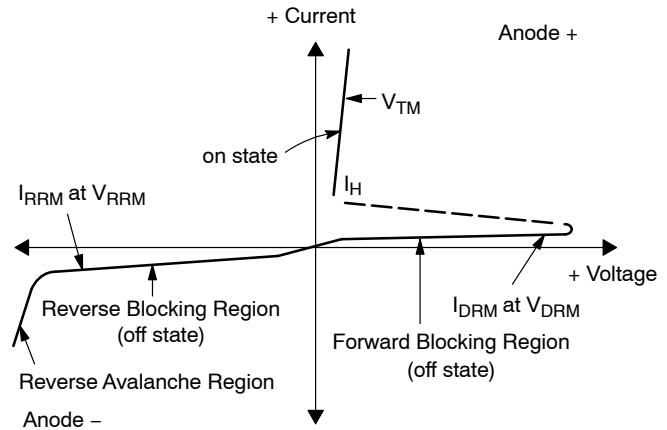 + Current
Anode +
V_TM
on state
I_H
I_RRM at V_RRM
+ Voltage
Reverse Blocking Region
(off state)
I_DRM at V_DRM
Forward Blocking Region
(off state)
Reverse Avalanche Region
Anode −